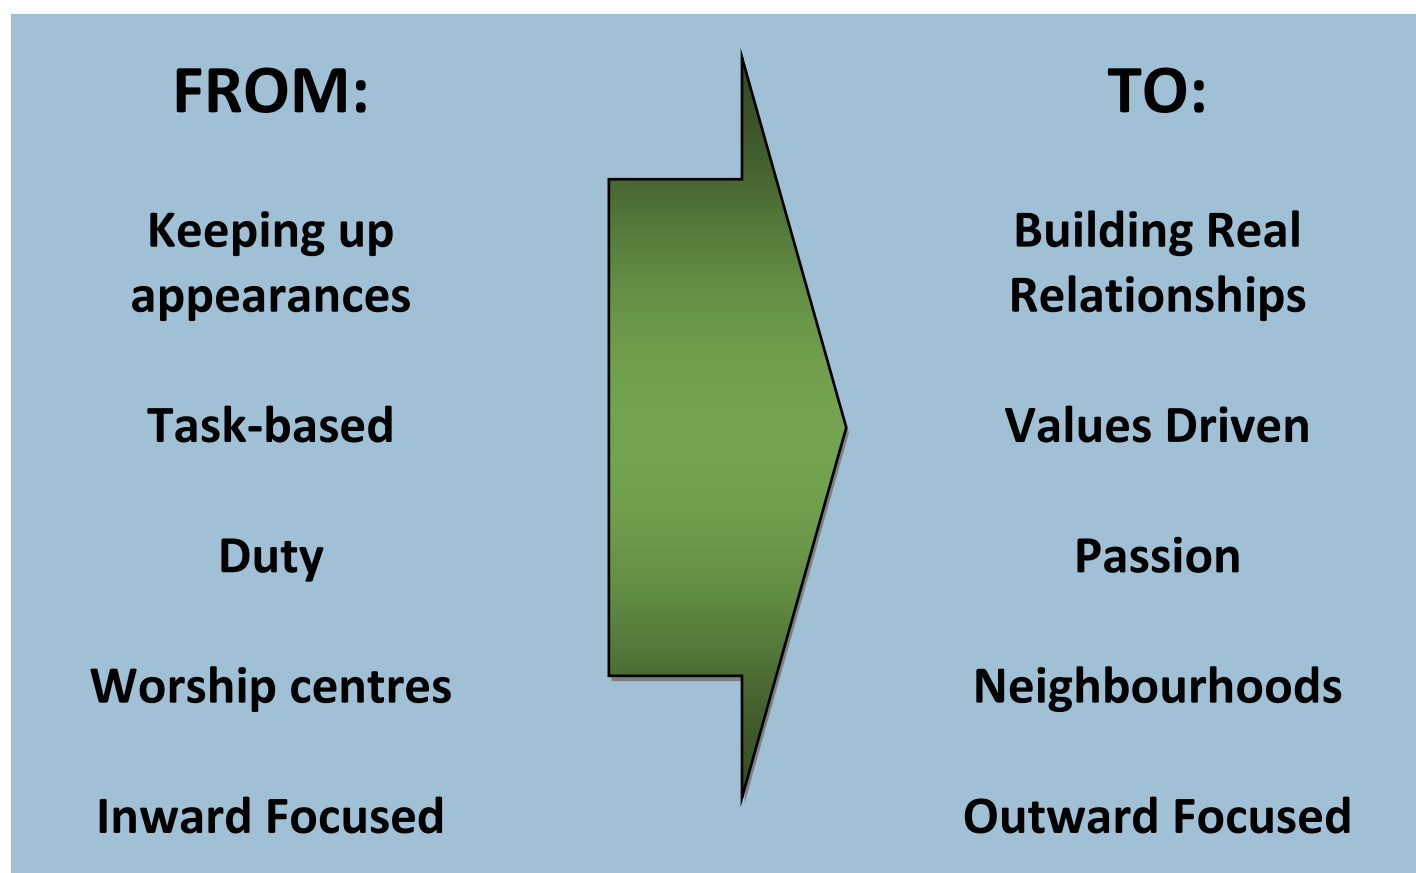 FROM:
Keeping up
appearances
Task-based
Duty
Worship centres
Inward Focused
TO:
Building Real
Relationships
Values Driven
Passion
Neighbourhoods
Outward Focused